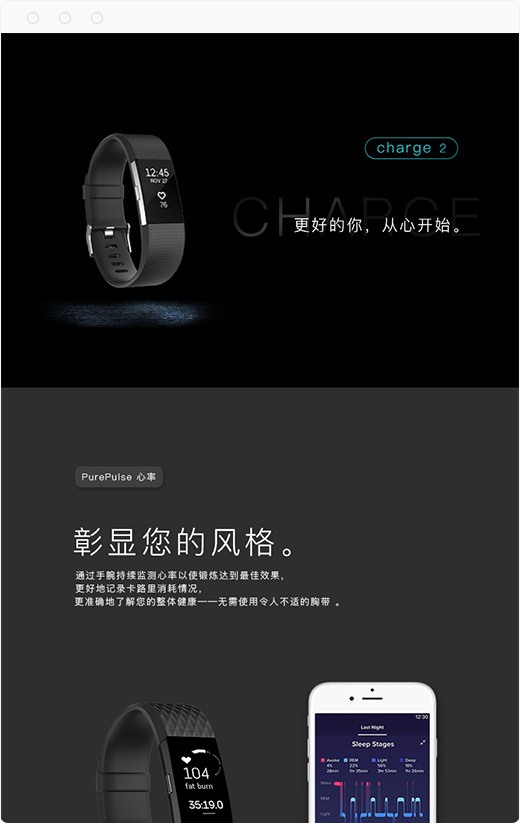 charge 2
CHARGE
更好的你，从心开始。
12:45
NOV 27
76
PurePulse 心率
彰显您的风格。
通过手腕持续监测心率以使锻炼达到最佳效果，
更好地记录卡路里消耗情况，
更准确地了解您的整体健康——无需使用令人不适的胸带 。
104
fat burn
35:19.0
12:30
Last Night
Sleep Stages
Awake REM Light Deep
4% 22% 56% 18%
28min 1hr 35min 3hr 53min 1hr 26min
Wake
REM
Light